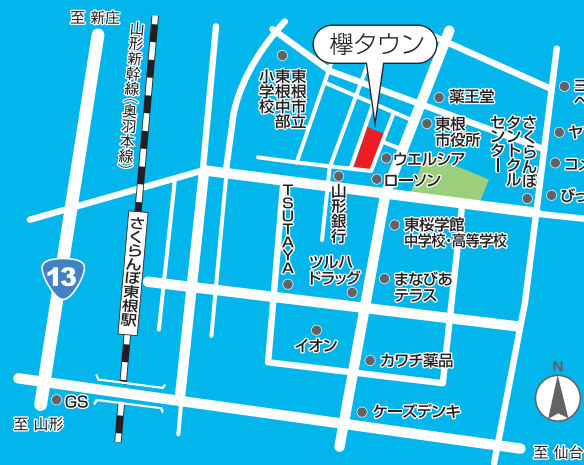 至 新庄
山形新幹線(奥羽本線)
東根市立
東根中部
小学校
欅タウン
薬王堂
東根
市役所
さくらんぼ
タントクル
センター
ウエルシア
ローソン
山形銀行
TSUTAYA
東桜学館
中学校・高等学校
さくらんぼ東根駅
ツルハ
ドラッグ
まなびあ
テラス
13
イオン
カワチ薬品
GS
ケーズデンキ
至 山形
至 仙台
N
コメ
びっ
ヤ
ヨ